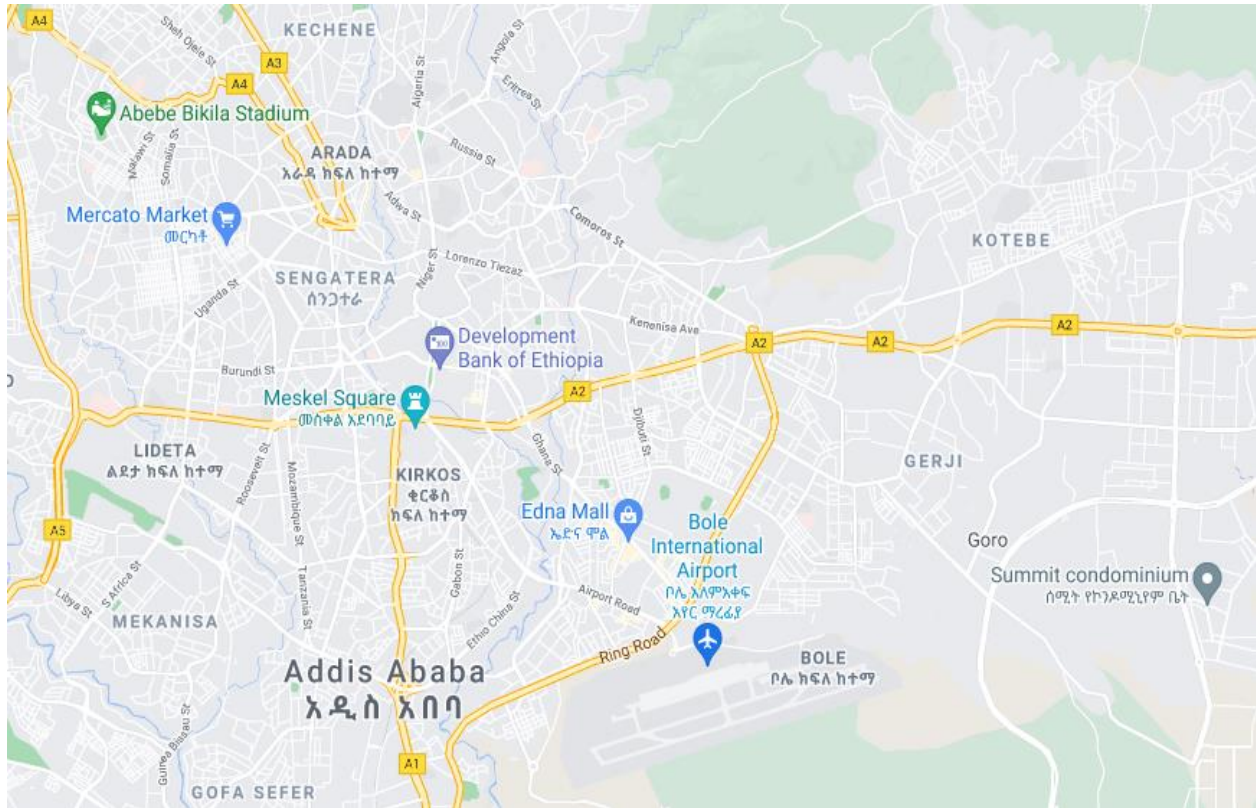 A4
Sheh Ojele St
KECHENE
A3
A4
Angola St
Algeria St
Eritrea St
Abebe Bikila Stadium
Malawi St
Somalia St
Russia St
ARADA
አራዳ ክፍለ ከተማ
Adwa St
Comoros St
Mercato Market
መርካቶ
KOTEBE
Niger St
Lorenzo Tiezaz
SENGATERA
ሰንጋተራ
Uganda St
Kenenisa Ave
A2
A2
A2
Development
Bank of Ethiopia
Burundi St
A2
Meskel Square
መስቀል አደባባይ
Djibuti St
Ghana St
LIDETA
ልደታ ክፍለ ከተማ
Roosevelt St
Mozambique St
KIRKOS
ቂርቆስ
ክፍለ ከተማ
GERJI
Edna Mall
ኤድና ሞል
A5
Bole
International
Airport
ቦሌ አለምአቀፍ
አየር ማረፊያ
Goro
Summit condominium
ሰሚት የኮንዶሚኒየም ቤት
Gabon St
Tanzania St
S Africa St
Libya St
Airport Road
MEKANISA
Ethio China St
Ring Road
BOLE
ቦሌ ክፍለ ከተማ
Addis Ababa
አዲስ አበባ
Guinea Bissau St
A1
GOFA SEFER